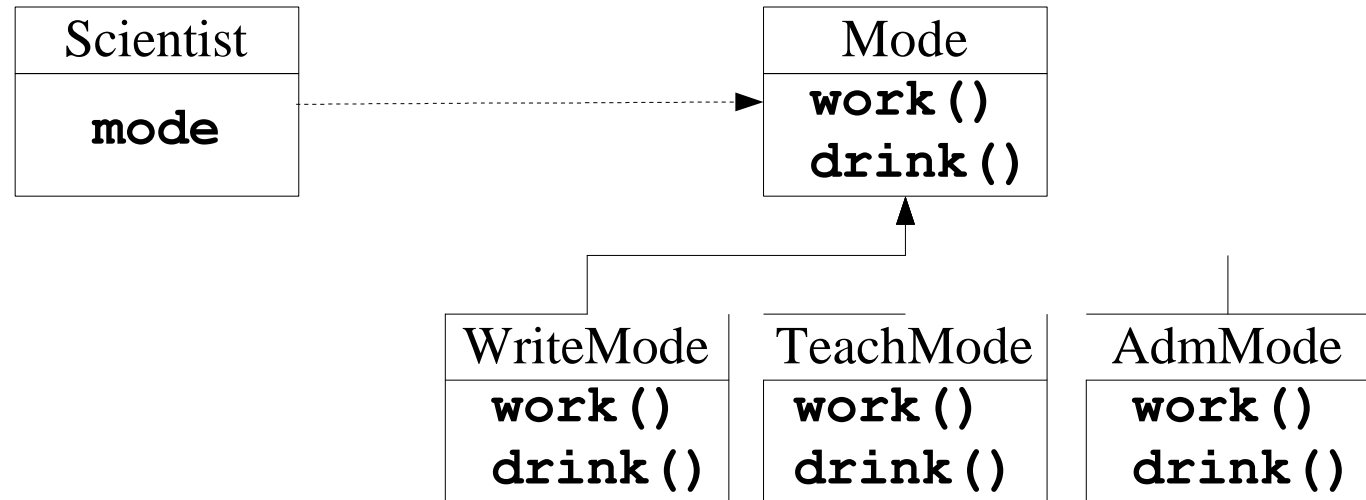 Scientist
mode
Mode
work()
drink()
WriteMode
work()
drink()
TeachMode
work()
drink()
AdmMode
work()
drink()